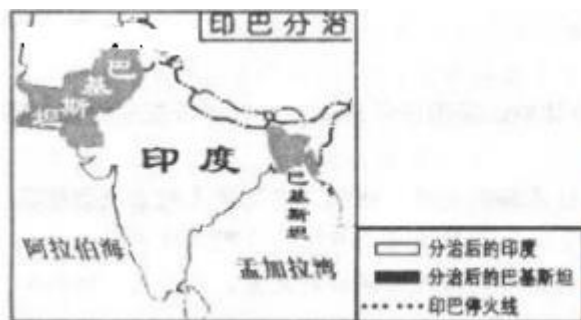 印巴分治
巴
基
斯
坦
印度
巴基斯坦
阿拉伯海
孟加拉湾
分治后的印度
分治后的巴基斯坦
印巴停火线